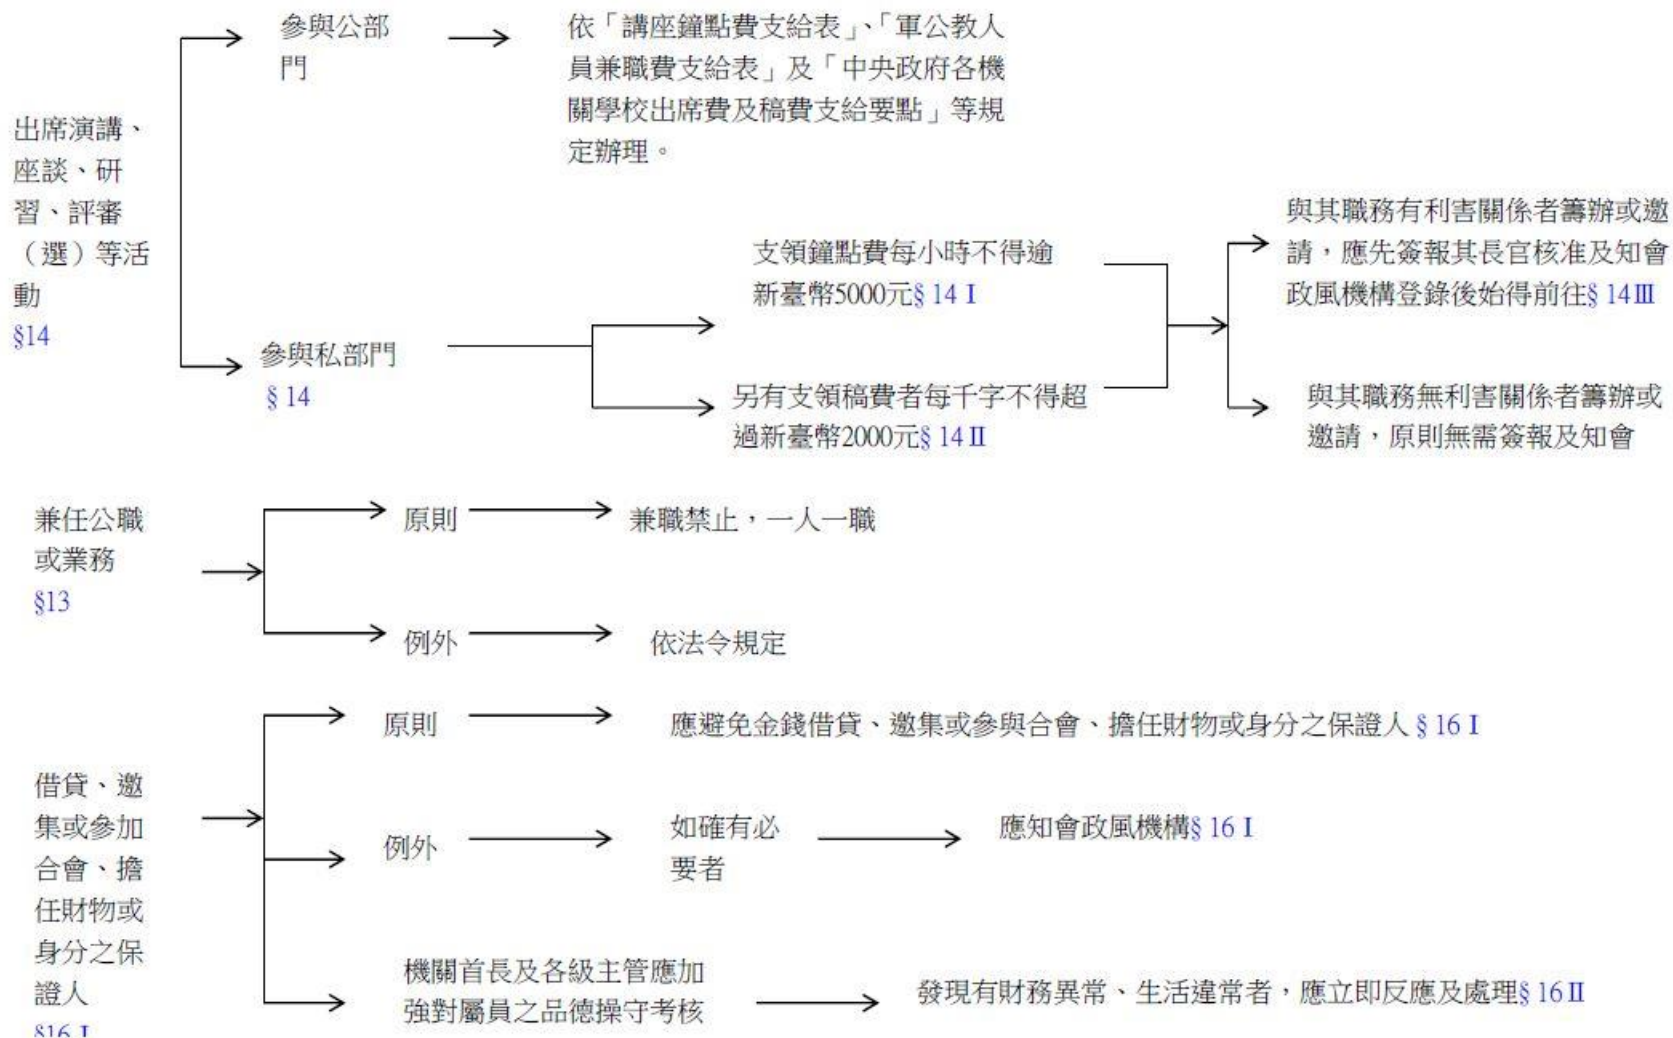 出席演講、
座談、研
習、評審
（選）等活
動
§14
參與公部
門
依「講座鐘點費支給表」、「軍公教人
員兼職費支給表」及「中央政府各機
關學校出席費及稿費支給要點」等規
定辦理。
參與私部門
§ 14
支領鐘點費每小時不得逾
新臺幣5000元§ 14 I
另有支領稿費者每千字不得超
過新臺幣2000元§ 14 II
與其職務有利害關係者籌辦或邀
請，應先簽報其長官核准及知會
政風機構登錄後始得前往§ 14 III
與其職務無利害關係者籌辦或
邀請，原則無需簽報及知會
兼任公職
或業務
§13
原則
兼職禁止，一人一職
例外
依法令規定
借貸、邀
集或參加
合會、擔
任財物或
身分之保
證人
§16 I
原則
應避免金錢借貸、邀集或參與合會、擔任財物或身分之保證人 § 16 I
例外
如確有必
要者
應知會政風機構§ 16 I
機關首長及各級主管應加
強對屬員之品德操守考核
發現有財務異常、生活違常者，應立即反應及處理§ 16 II